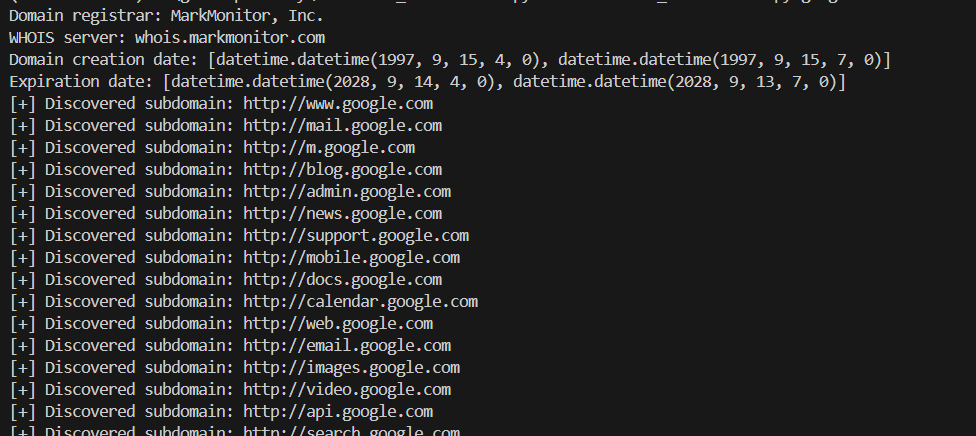 Domain registrar: MarkMonitor, Inc.
WHOIS server: whois.markmonitor.com
Domain creation date: [datetime.datetime(1997, 9, 15, 4, 0), datetime.datetime(1997, 9, 15, 7, 0)]
Expiration date: [datetime.datetime(2028, 9, 14, 4, 0), datetime.datetime(2028, 9, 13, 7, 0)]
[+] Discovered subdomain: http://www.google.com
[+] Discovered subdomain: http://mail.google.com
[+] Discovered subdomain: http://m.google.com
[+] Discovered subdomain: http://blog.google.com
[+] Discovered subdomain: http://admin.google.com
[+] Discovered subdomain: http://news.google.com
[+] Discovered subdomain: http://support.google.com
[+] Discovered subdomain: http://mobile.google.com
[+] Discovered subdomain: http://docs.google.com
[+] Discovered subdomain: http://calendar.google.com
[+] Discovered subdomain: http://web.google.com
[+] Discovered subdomain: http://email.google.com
[+] Discovered subdomain: http://images.google.com
[+] Discovered subdomain: http://video.google.com
[+] Discovered subdomain: http://api.google.com
[+] Discovered subdomain: http://search.google.com